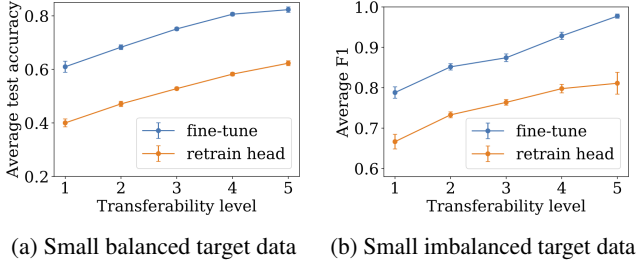 Average test accuracy
0.8
0.6
0.4
0.2
1 2 3 4 5
Transferability level
fine-tune
retrain head
(a) Small balanced target data
Average F1
1.0
0.9
0.8
0.7
0.6
1 2 3 4 5
Transferability level
fine-tune
retrain head
(b) Small imbalanced target data